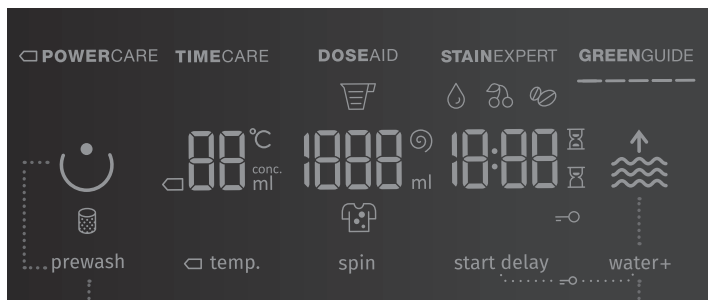 POWERCARE TIMECARE DOSEAID STAINEXPERT GREENGUIDE
88 °C 1888 18:88
conc.
ml ml
prewash temp. spin start delay water+